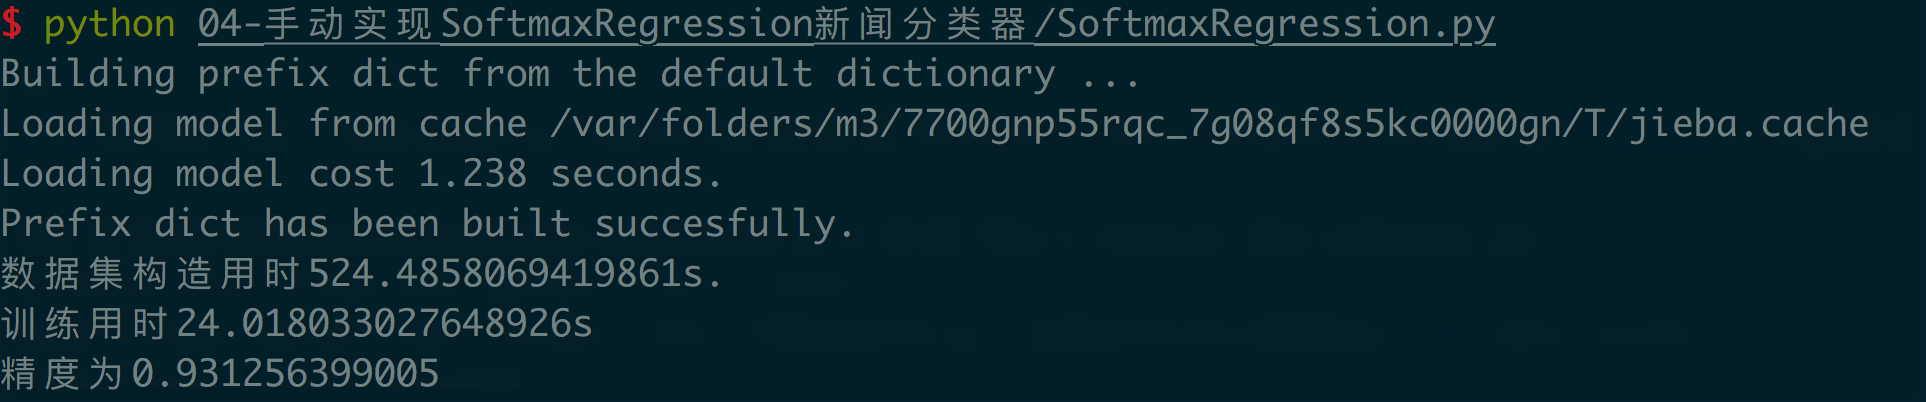 $ python 04-手动实现SoftmaxRegression新闻分类器/SoftmaxRegression.py
Building prefix dict from the default dictionary ...
Loading model from cache /var/folders/m3/7700gnp55rqc_7g08qf8s5kc0000gn/T/jieba.cache
Loading model cost 1.238 seconds.
Prefix dict has been built succesfully.
数据集构造用时524.4858069419861s.
训练用时24.018033027648926s
精度为0.931256399005